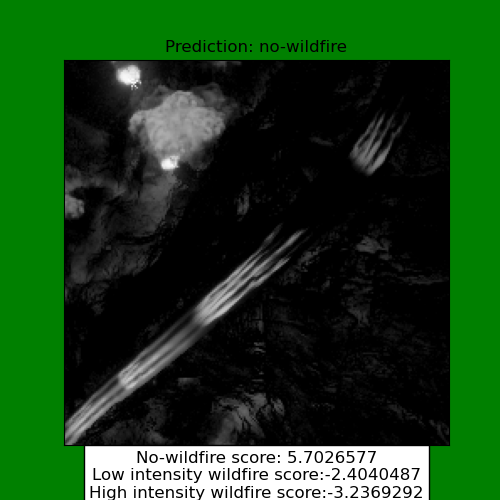 Prediction: no-wildfire
No-wildfire score: 5.7026577
Low intensity wildfire score:-2.4040487
High intensity wildfire score:-3.2369292